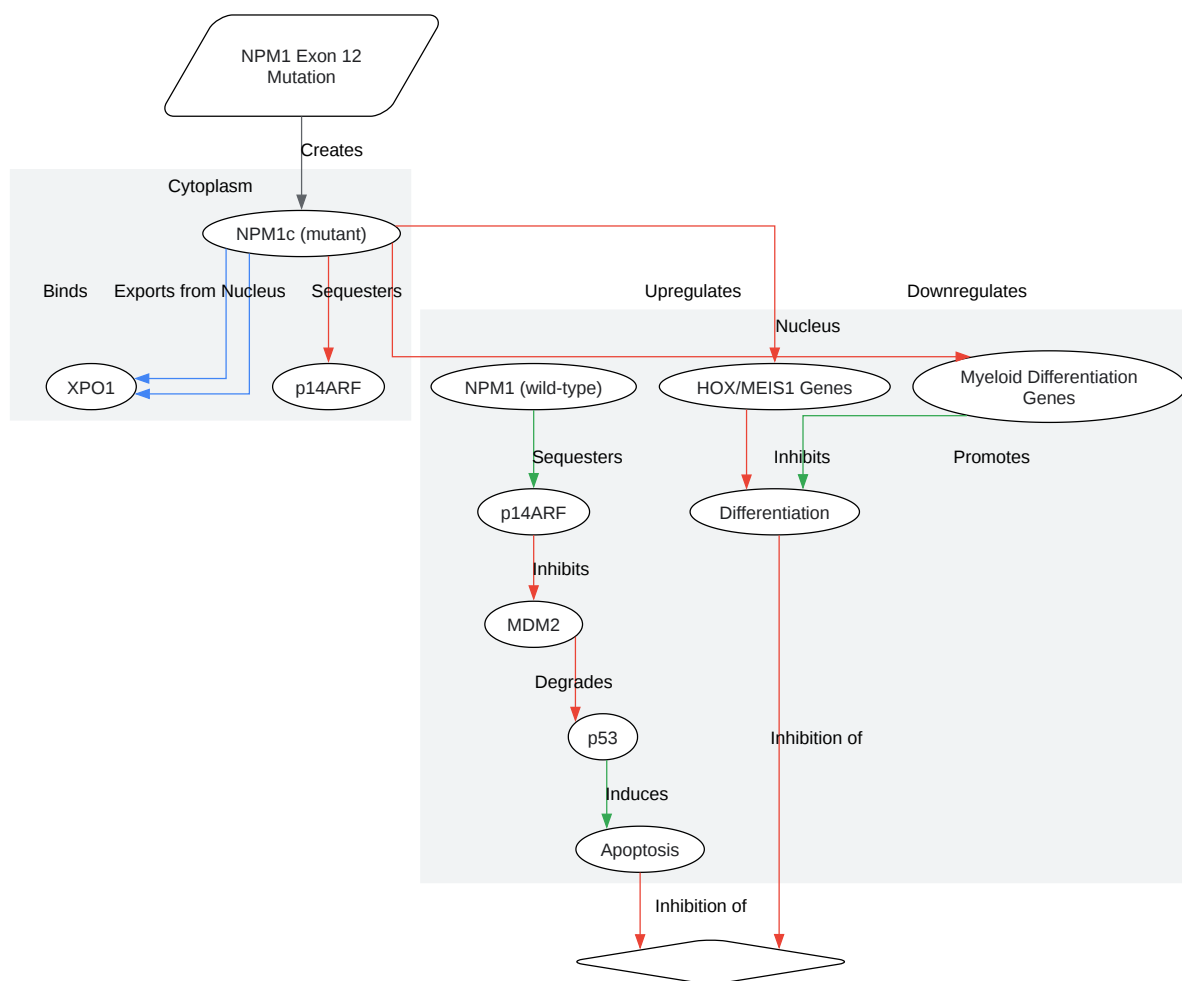 NPM1 Exon 12
Mutation
Creates
Cytoplasm
NPM1c (mutant)
Binds
Exports from Nucleus
Sequesters
Upregulates
Downregulates
Nucleus
XPO1
p14ARF
NPM1 (wild-type)
HOX/MEIS1 Genes
Myeloid Differentiation
Genes
Sequesters
Inhibits
Promotes
p14ARF
Differentiation
Inhibits
MDM2
Degrades
p53
Inhibition of
Induces
Apoptosis
Inhibition of